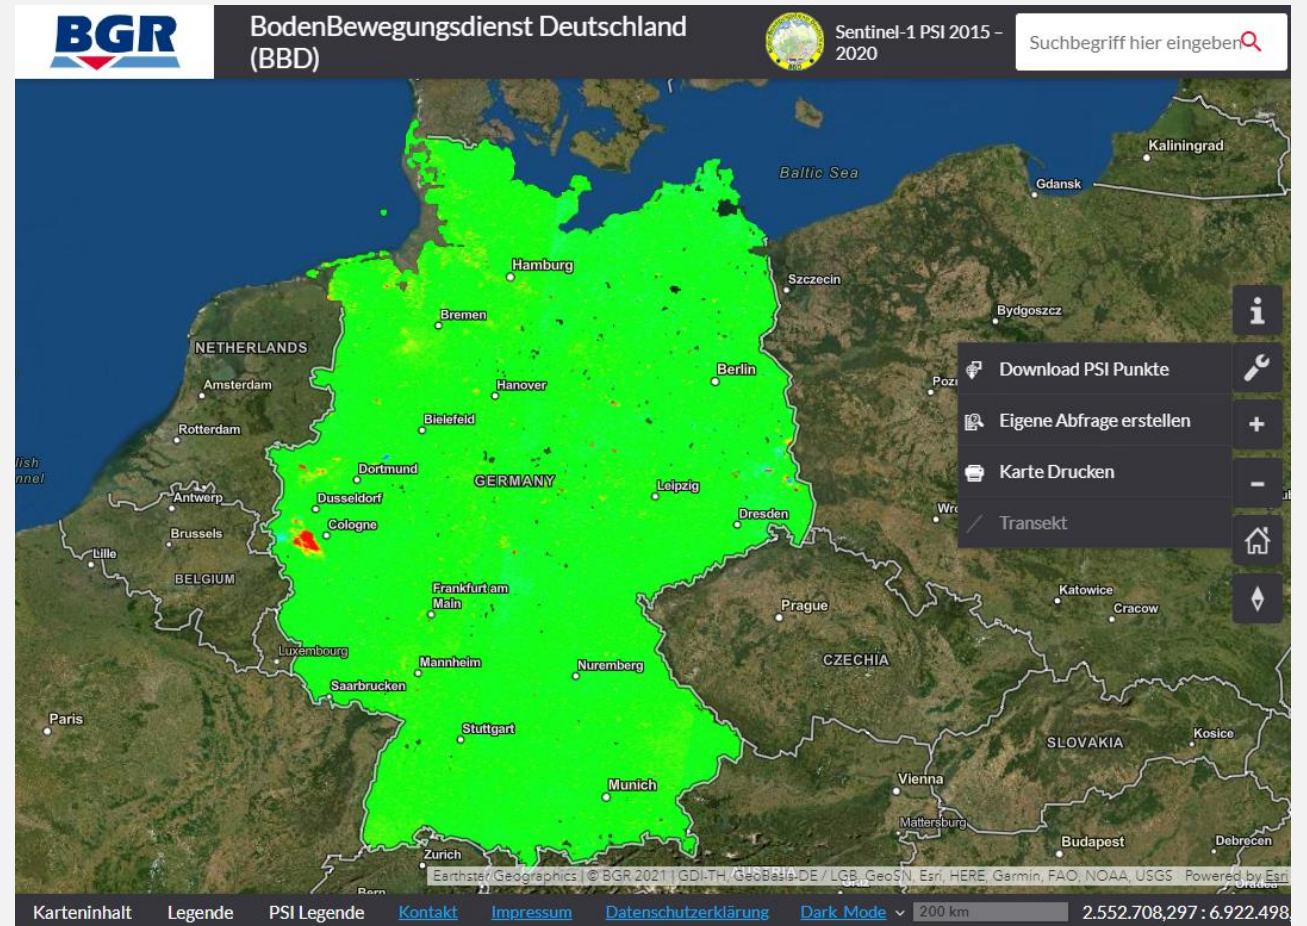 BGR
BodenBewegungsdienst Deutschland
(BBD)
BBD
Sentinel-1 PSI 2015 –
2020
Suchbegriff hier eingeben
Kaliningrad
Baltic Sea
Gdansk
Hamburg
Szczecin
Bremen
Bydgoszcz
NETHERLANDS
Berlin
Download PSI Punkte
Amsterdam
Hanover
Bielefeld
Eigene Abfrage erstellen
Rotterdam
Dortmund
GERMANY
Karte Drucken
Antwerp
Dusseldorf
Leipzig
Cologne
Dresden
Transekt
Brussels
Lille
BELGIUM
Frankfurt am
Main
Katowice
Prague
Cracow
Luxembourg
Mannheim
Nuremberg
CZECHIA
Saarbrucken
Paris
Stuttgart
SLOVAKIA
Kosice
Munich
Vienna
Mattersburg
Budapest
Debrecen
Zurich
Earthstar Geographics | © BGR 2021 | GDI-TH, GeoBasis-DE / LGB, GeoSN, Esri, HERE, Garmin, FAO, NOAA, USGS Powered by Esri
Bern
Karteninhalt Legende PSI Legende Kontakt Impressum Datenschutzerklärung Dark Mode 200 km 2.552.708,297 : 6.922.498,